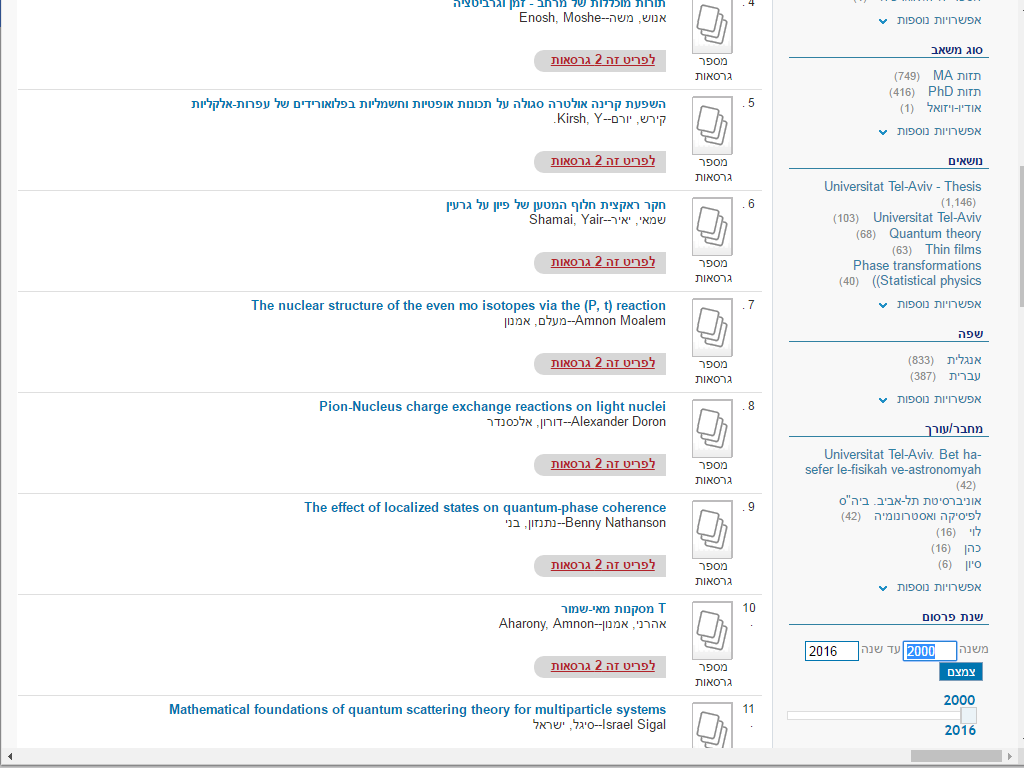 תורות מוכללות של מרחב - זמן וגרביטציה
4 .
אנוש, משה--Enosh, Moshe
לפריט זה 2 גרסאות
מספר
גרסאות
5 .
השפעת קרינה אולטרה סגולה על תכונות אופטיות וחשמליות בפלואורידים של עפרות-אלקליות
קירש, יורם--Kirsh, Y.
לפריט זה 2 גרסאות
מספר
גרסאות
6 .
חקר ראקצית חלוף המטען של פיון על גרעין
שמאי, יאיר--Shamai, Yair
לפריט זה 2 גרסאות
מספר
גרסאות
7 .
The nuclear structure of the even mo isotopes via the (P, t) reaction
Amnon Moalem--מעלם, אמנון
לפריט זה 2 גרסאות
מספר
גרסאות
8 .
Pion-Nucleus charge exchange reactions on light nuclei
Alexander Doron--דורון, אלכסנדר
לפריט זה 2 גרסאות
מספר
גרסאות
9 .
The effect of localized states on quantum-phase coherence
Benny Nathanson--נתנזון, בני
לפריט זה 2 גרסאות
מספר
גרסאות
10
.
T מסקנות מאי-שמור
אהרני, אמנון--Aharony, Amnon
לפריט זה 2 גרסאות
מספר
גרסאות
11
.
Mathematical foundations of quantum scattering theory for multiparticle systems
Israel Sigal--סיגל, ישראל
אפשרויות נוספות
סוג משאב
תזות MA (749)
תזות PhD (416)
אודיו-ויזואל (1)
אפשרויות נוספות
נושאים
Universitat Tel-Aviv - Thesis
(1,146)
Universitat Tel-Aviv (103)
Quantum theory (68)
Thin films (63)
Phase transformations
((Statistical physics (40)
אפשרויות נוספות
שפה
אנגלית (833)
עברית (387)
אפשרויות נוספות
מחבר/עורך
Universitat Tel-Aviv. Bet ha-
sefer le-fisikah ve-astronomyah
(42)
אוניברסיטת תל-אביב. ביה"ס
לפיסיקה ואסטרונומיה (42)
לוי (16)
כהן (16)
סיון (6)
אפשרויות נוספות
שנת פרסום
משנה 2000 עד שנה 2016
צמצם
2000
2016